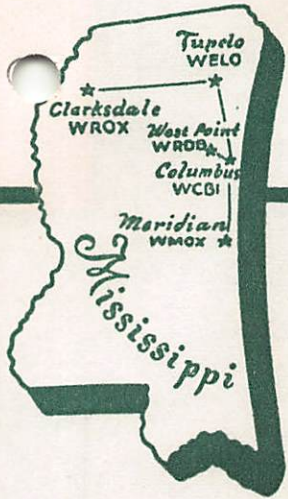 Tupelo
WELO
Clarksdale
WROX
West Point
WROB
Columbus
WCBI
Meridian
WMOX
Mississippi